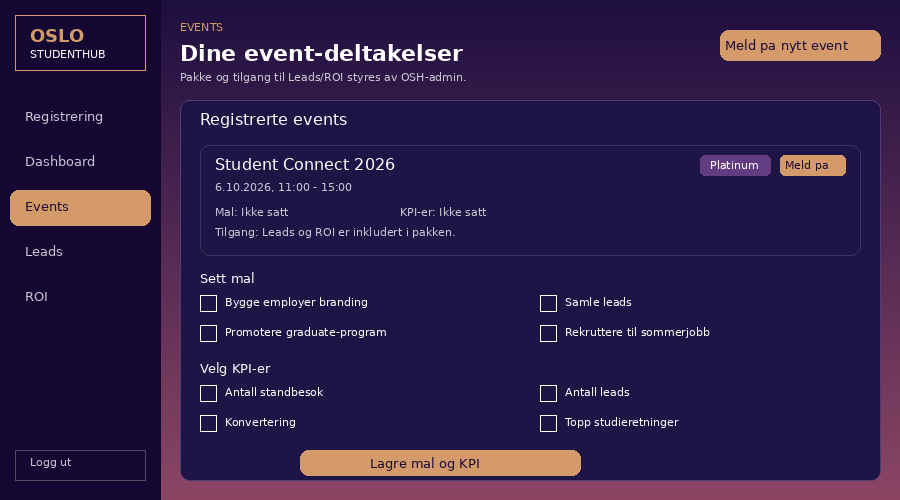 OSLO
STUDENTHUB
Registrering
Dashboard
Events
Leads
ROI
Logg ut
EVENTS
Dine event-deltakelser
Pakke og tilgang til Leads/ROI styres av OSH-admin.
Meld pa nytt event
Registrerte events
Student Connect 2026
Platinum
Meld pa
6.10.2026, 11:00 - 15:00
Mal: Ikke satt
KPI-er: Ikke satt
Tilgang: Leads og ROI er inkludert i pakken.
Sett mal
Bygge employer branding
Samle leads
Promotere graduate-program
Rekruttere til sommerjobb
Velg KPI-er
Antall standbesok
Antall leads
Konvertering
Topp studieretninger
Lagre mal og KPI